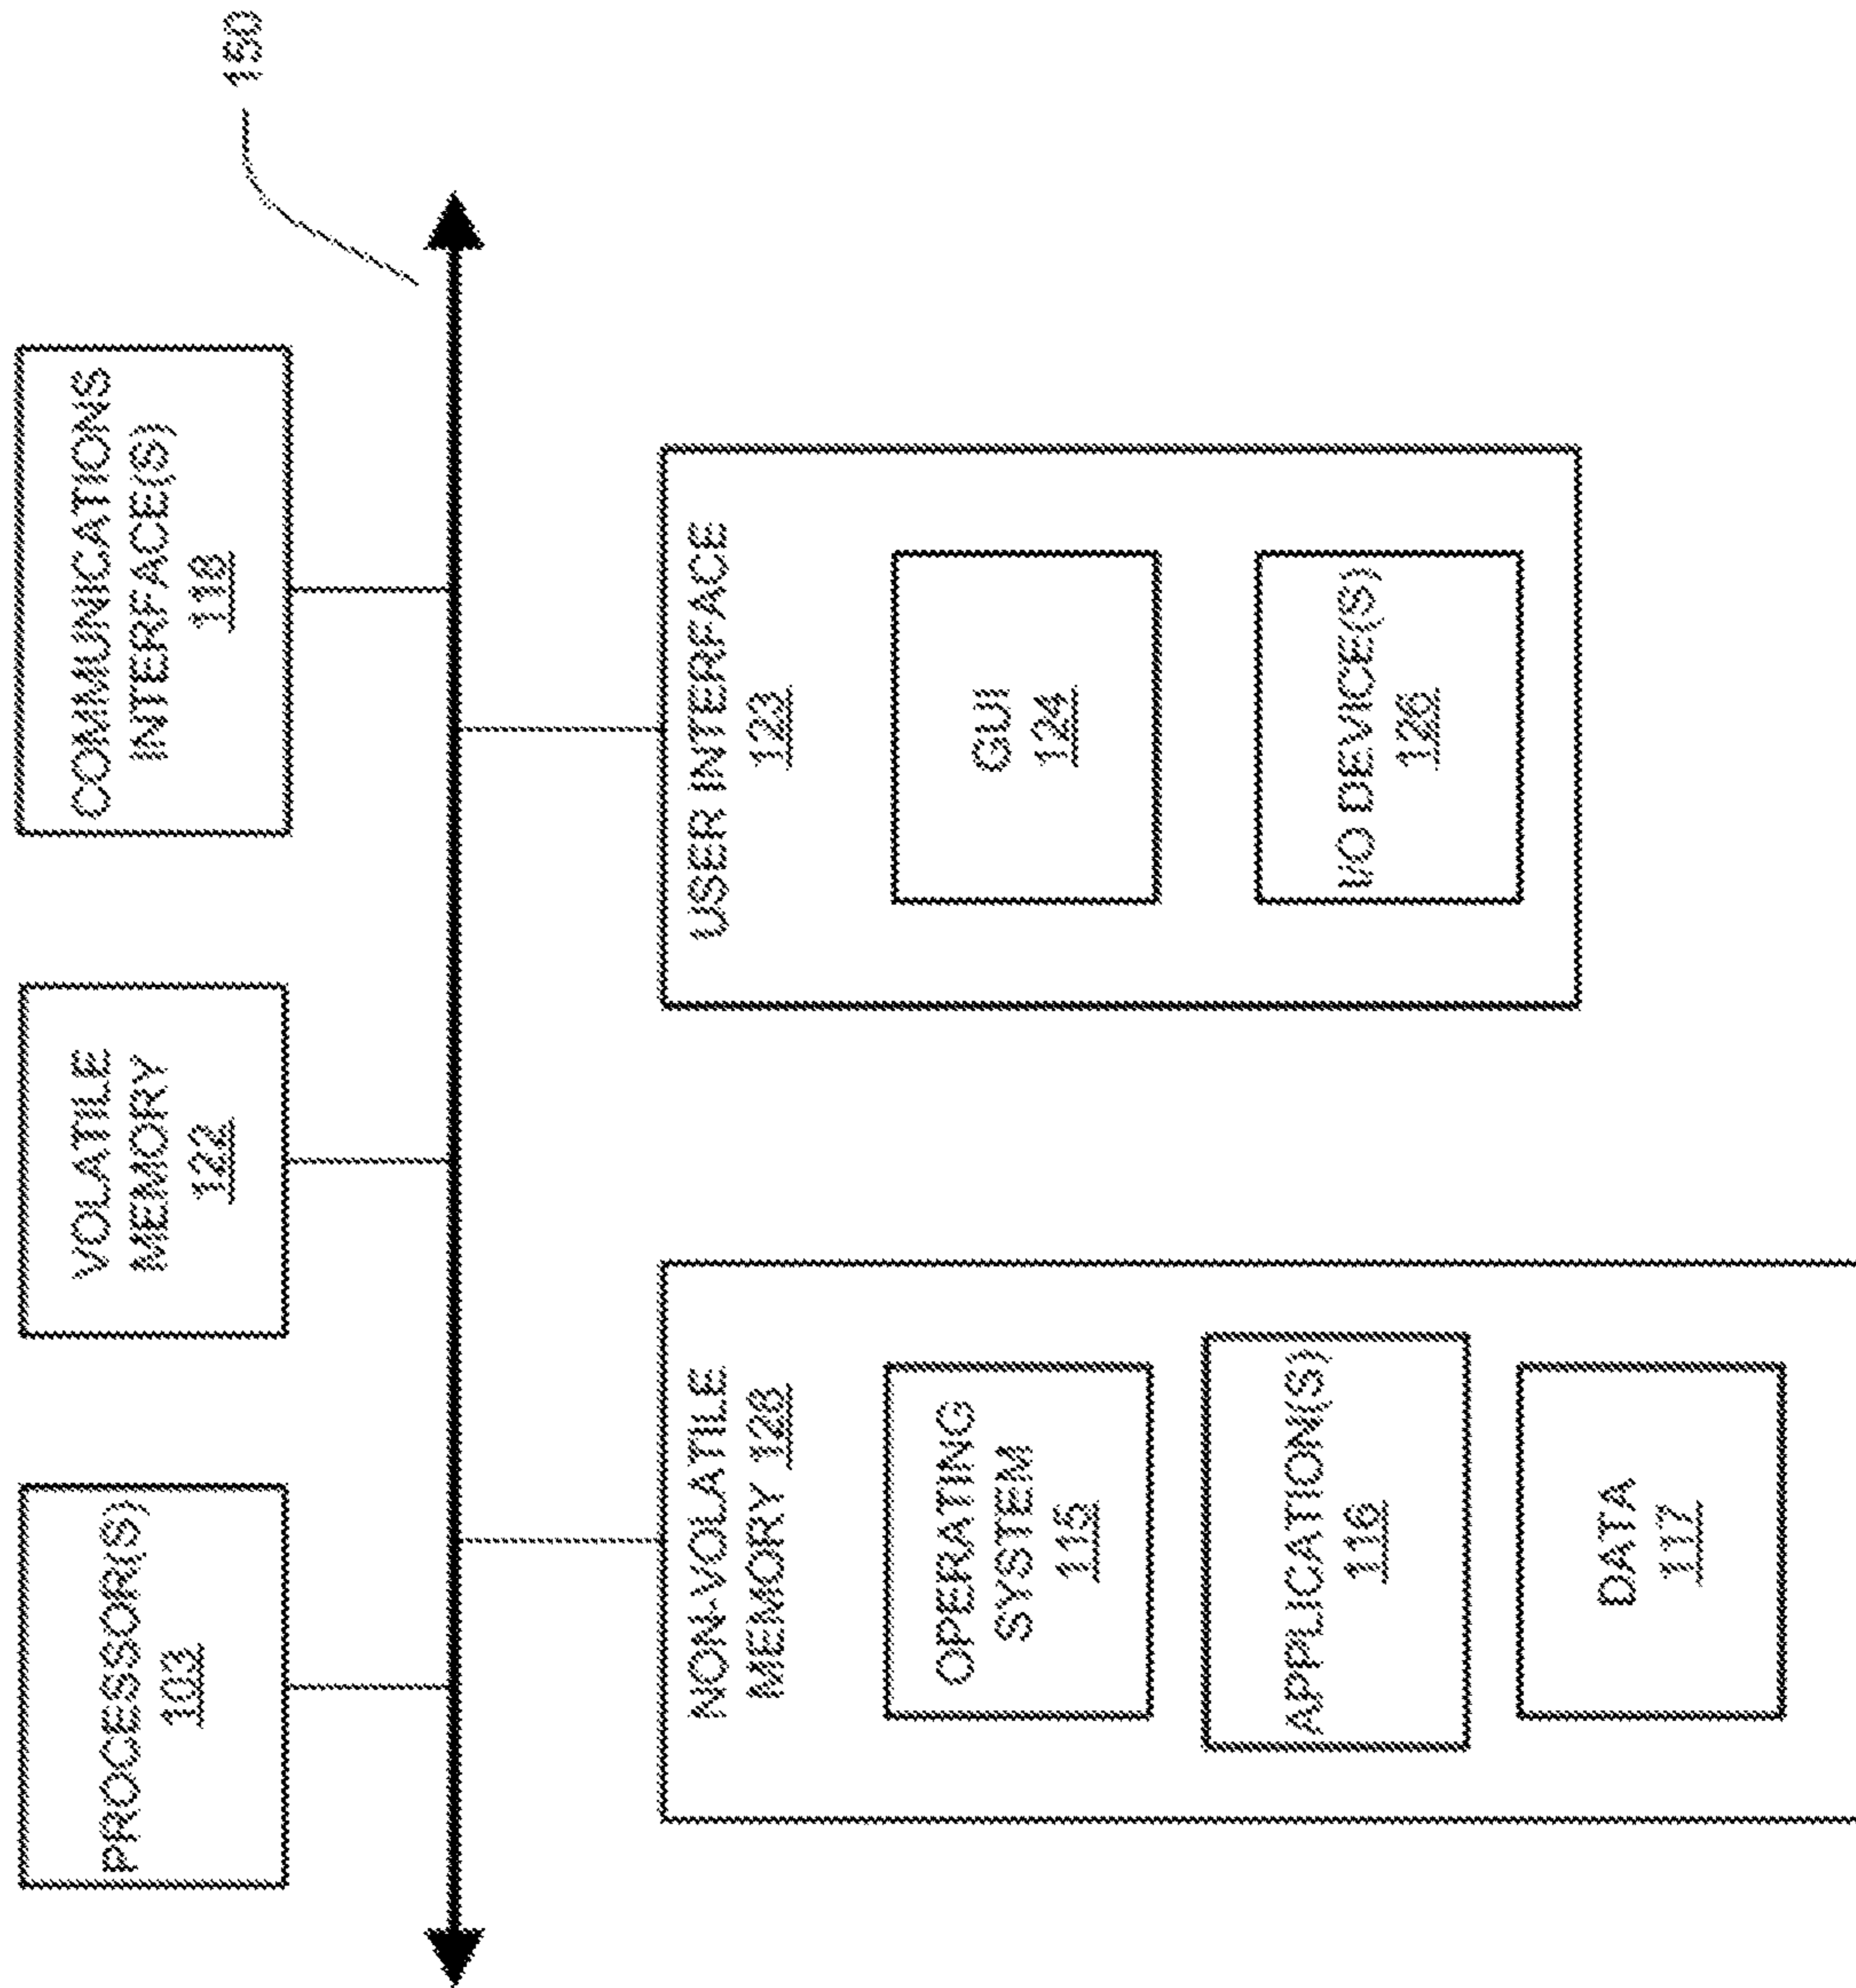 PROCESSOR(S)
103
VOLATILE
MEMORY
122
COMMUNICATIONS
INTERFACE(S)
118
150
NON-VOLATILE
MEMORY 128
OPERATING
SYSTEM
115
APPLICATION(S)
116
DATA
117
USER INTERFACE
123
GUI
124
I/O DEVICE(S)
126